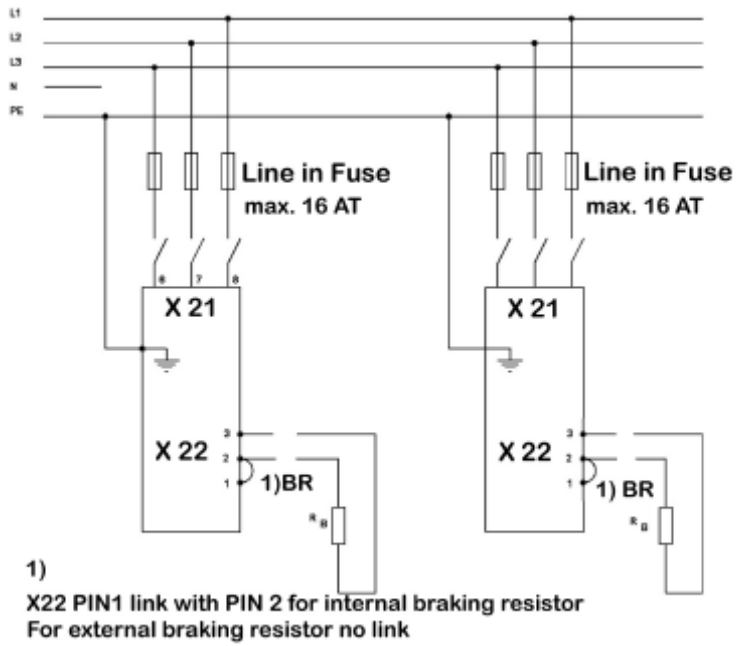 L1
L2
L3
N
PE
Line in Fuse
max. 16 AT
Line in Fuse
max. 16 AT
6 7 8
X 21
X 21
3
X 22 2
1
1)BR
R B
3
X 22 2
1
1) BR
R B
1)
X22 PIN1 link with PIN 2 for internal braking resistor
For external braking resistor no link